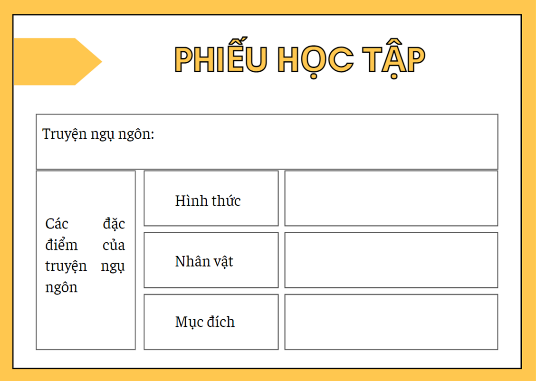 PHIẾU HỌC TẬP
Truyện ngụ ngôn:
Các đặc
điểm của
truyện ngụ
ngôn
Hình thức
Nhân vật
Mục đích